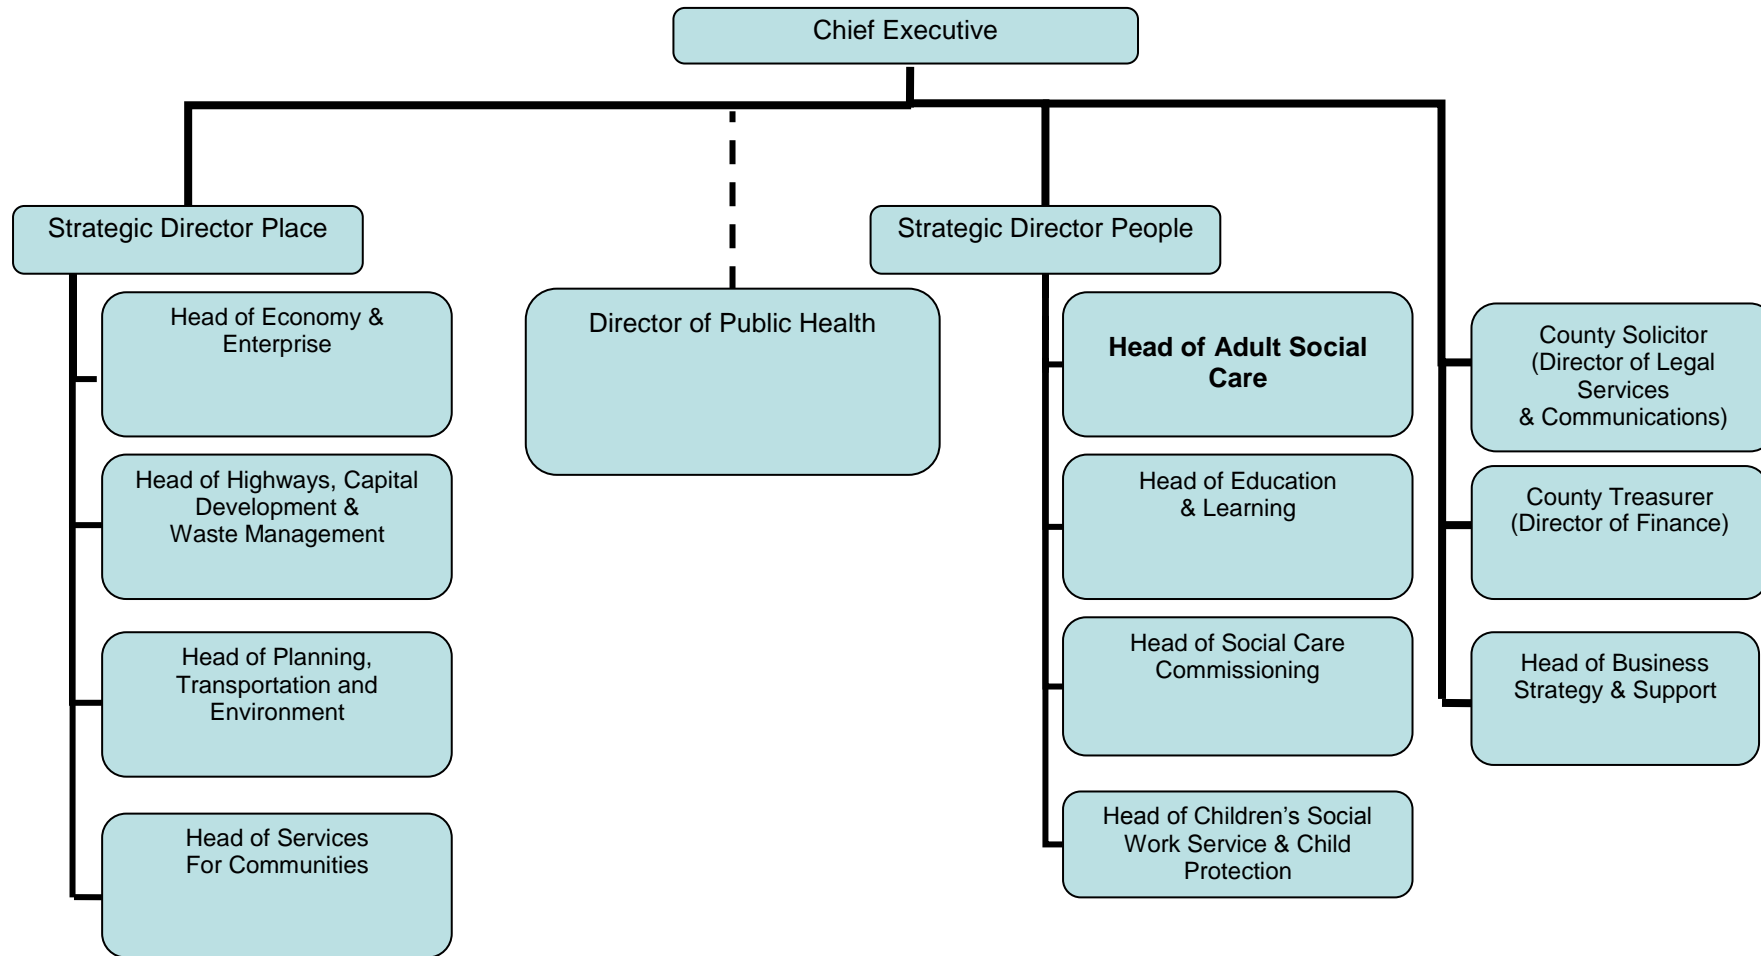 Chief Executive
Strategic Director Place
Head of Economy &
Enterprise
Head of Highways, Capital
Development &
Waste Management
Head of Planning,
Transportation and
Environment
Head of Services
For Communities
Director of Public Health
Strategic Director People
Head of Adult Social
Care
Head of Education
& Learning
Head of Social Care
Commissioning
Head of Children’s Social
Work Service & Child
Protection
County Solicitor
(Director of Legal
Services
& Communications)
County Treasurer
(Director of Finance)
Head of Business
Strategy & Support